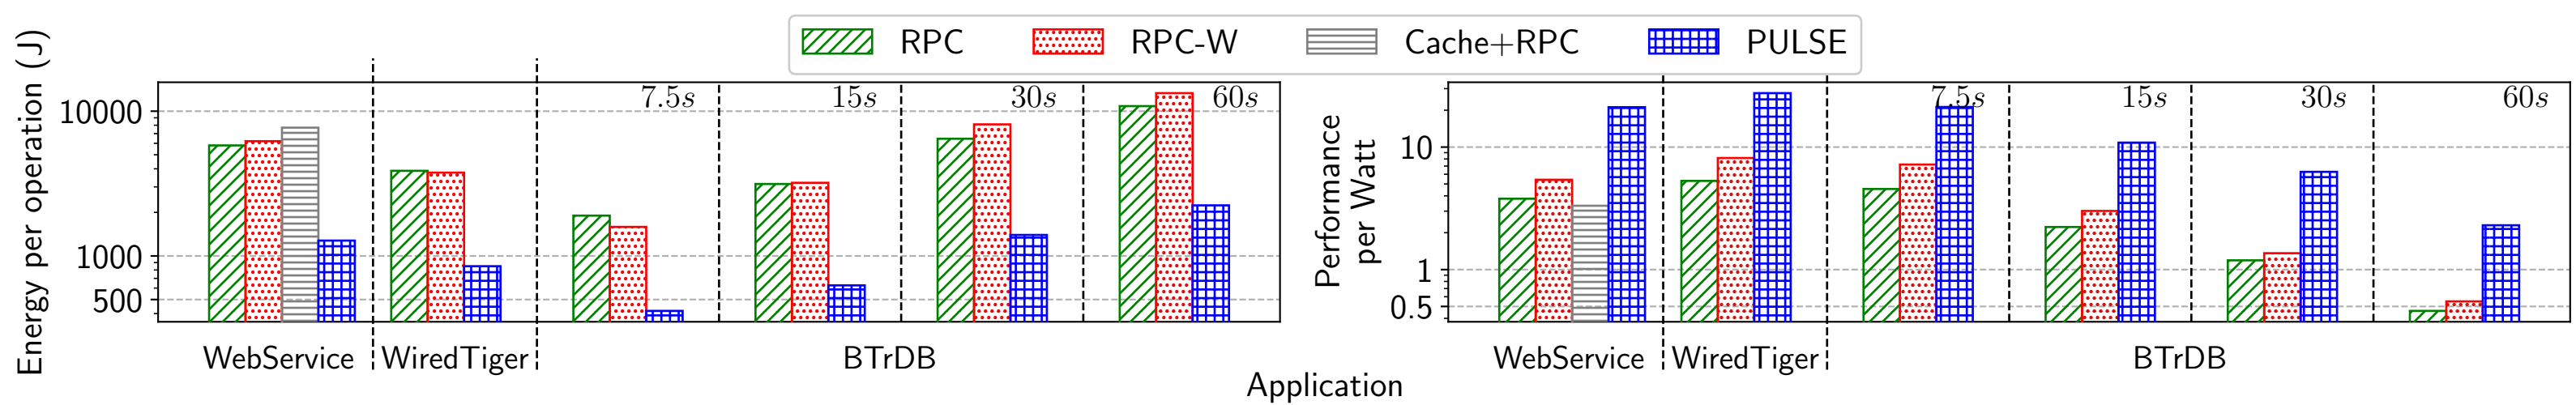 RPC RPC-W Cache+RPC PULSE
Energy per operation (J)
10000
1000
500
7.5s 15s 30s 60s
WebService WiredTiger BTrDB
Performance
per Watt
10
1
0.5
7.5s 15s 30s 60s
WebService WiredTiger BTrDB
Application